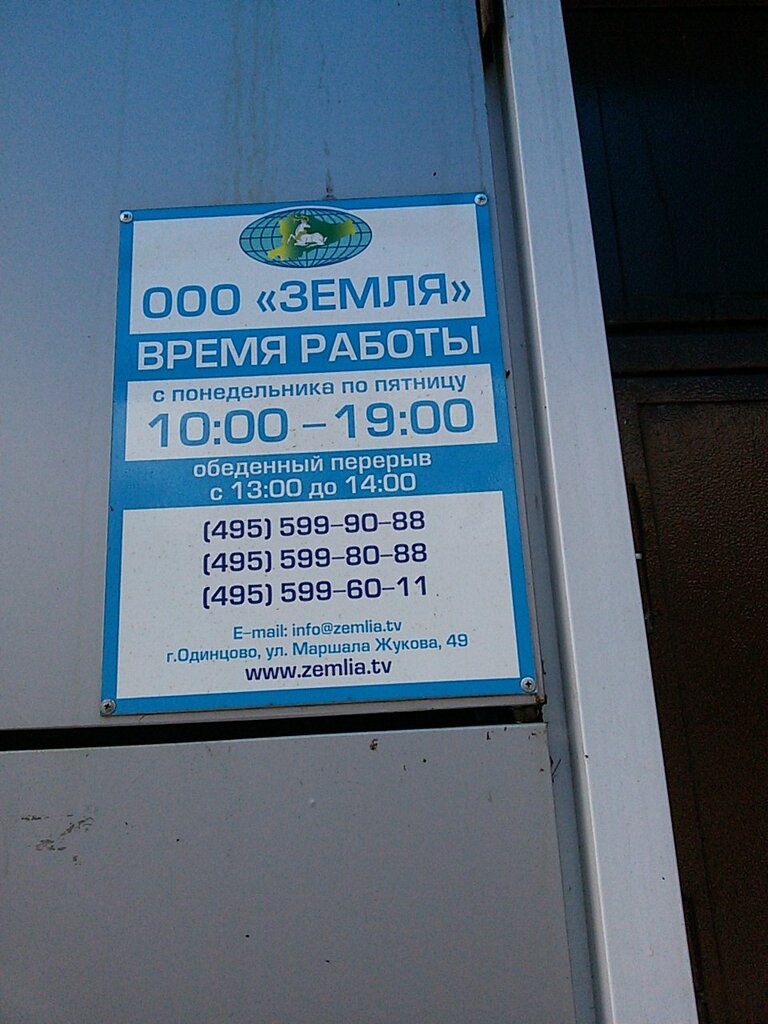 ООО «ЗЕМЛЯ»
ВРЕМЯ РАБОТЫ
с понедельника по пятницу
10:00 – 19:00
обеденный перерыв
с 13:00 до 14:00
(495) 599-90-88
(495) 599-80-88
(495) 599-60-11
E-mail: info@zemlia.tv
г.Одинцово, ул. Маршала Жукова, 49
www.zemlia.tv